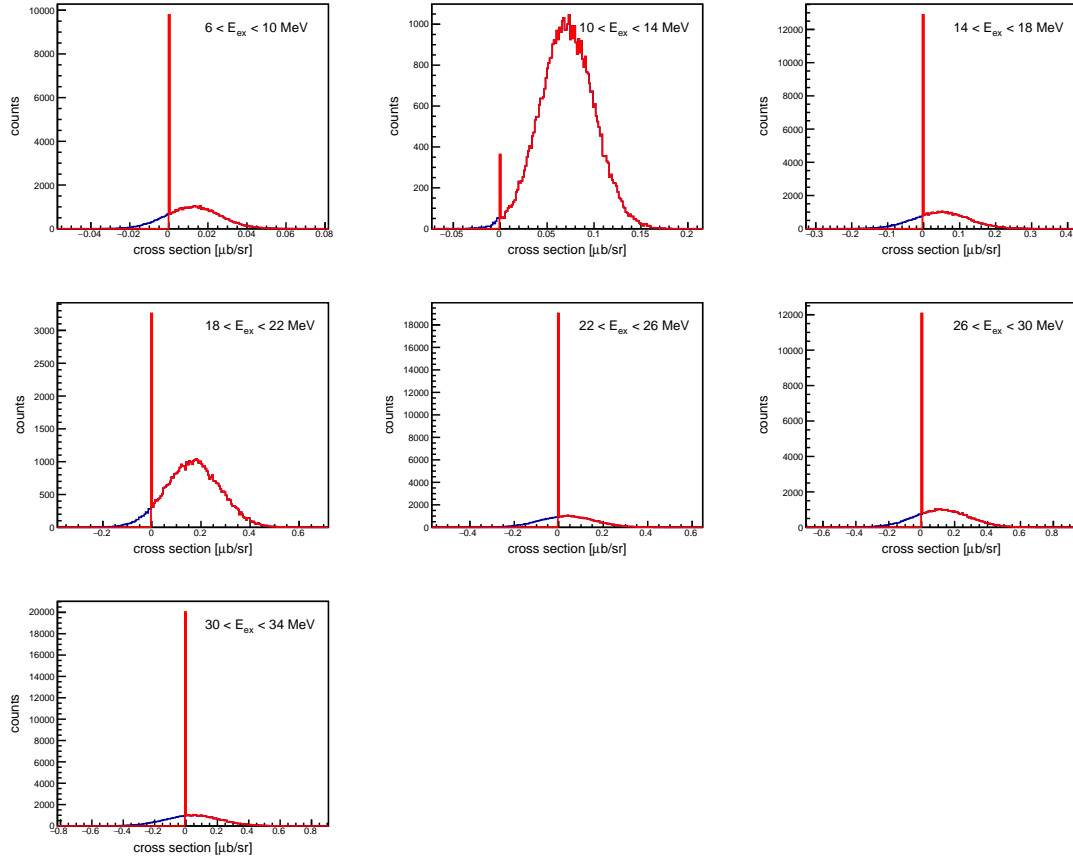 6 < E_ex < 10 MeV
counts
10000
8000
6000
4000
2000
0
−0.04 −0.02 0 0.02 0.04 0.06 0.08
cross section [μb/sr]
10 < E_ex < 14 MeV
counts
1000
800
600
400
200
0
−0.05 0 0.05 0.1 0.15 0.2
cross section [μb/sr]
14 < E_ex < 18 MeV
counts
12000
10000
8000
6000
4000
2000
0
−0.3 −0.2 −0.1 0 0.1 0.2 0.3 0.4
cross section [μb/sr]
18 < E_ex < 22 MeV
counts
3000
2500
2000
1500
1000
500
0
−0.2 0 0.2 0.4 0.6
cross section [μb/sr]
22 < E_ex < 26 MeV
counts
18000
16000
14000
12000
10000
8000
6000
4000
2000
0
−0.4 −0.2 0 0.2 0.4 0.6
cross section [μb/sr]
26 < E_ex < 30 MeV
counts
12000
10000
8000
6000
4000
2000
0
−0.6 −0.4 −0.2 0 0.2 0.4 0.6 0.8
cross section [μb/sr]
30 < E_ex < 34 MeV
counts
20000
18000
16000
14000
12000
10000
8000
6000
4000
2000
0
−0.8 −0.6 −0.4 −0.2 0 0.2 0.4 0.6 0.8
cross section [μb/sr]